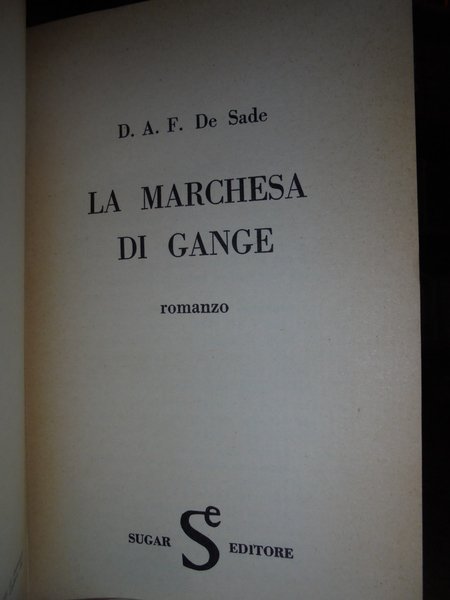 D. A. F. De Sade
LA MARCHESA
DI GANGE
romanzo
SUGAR Se EDITORE